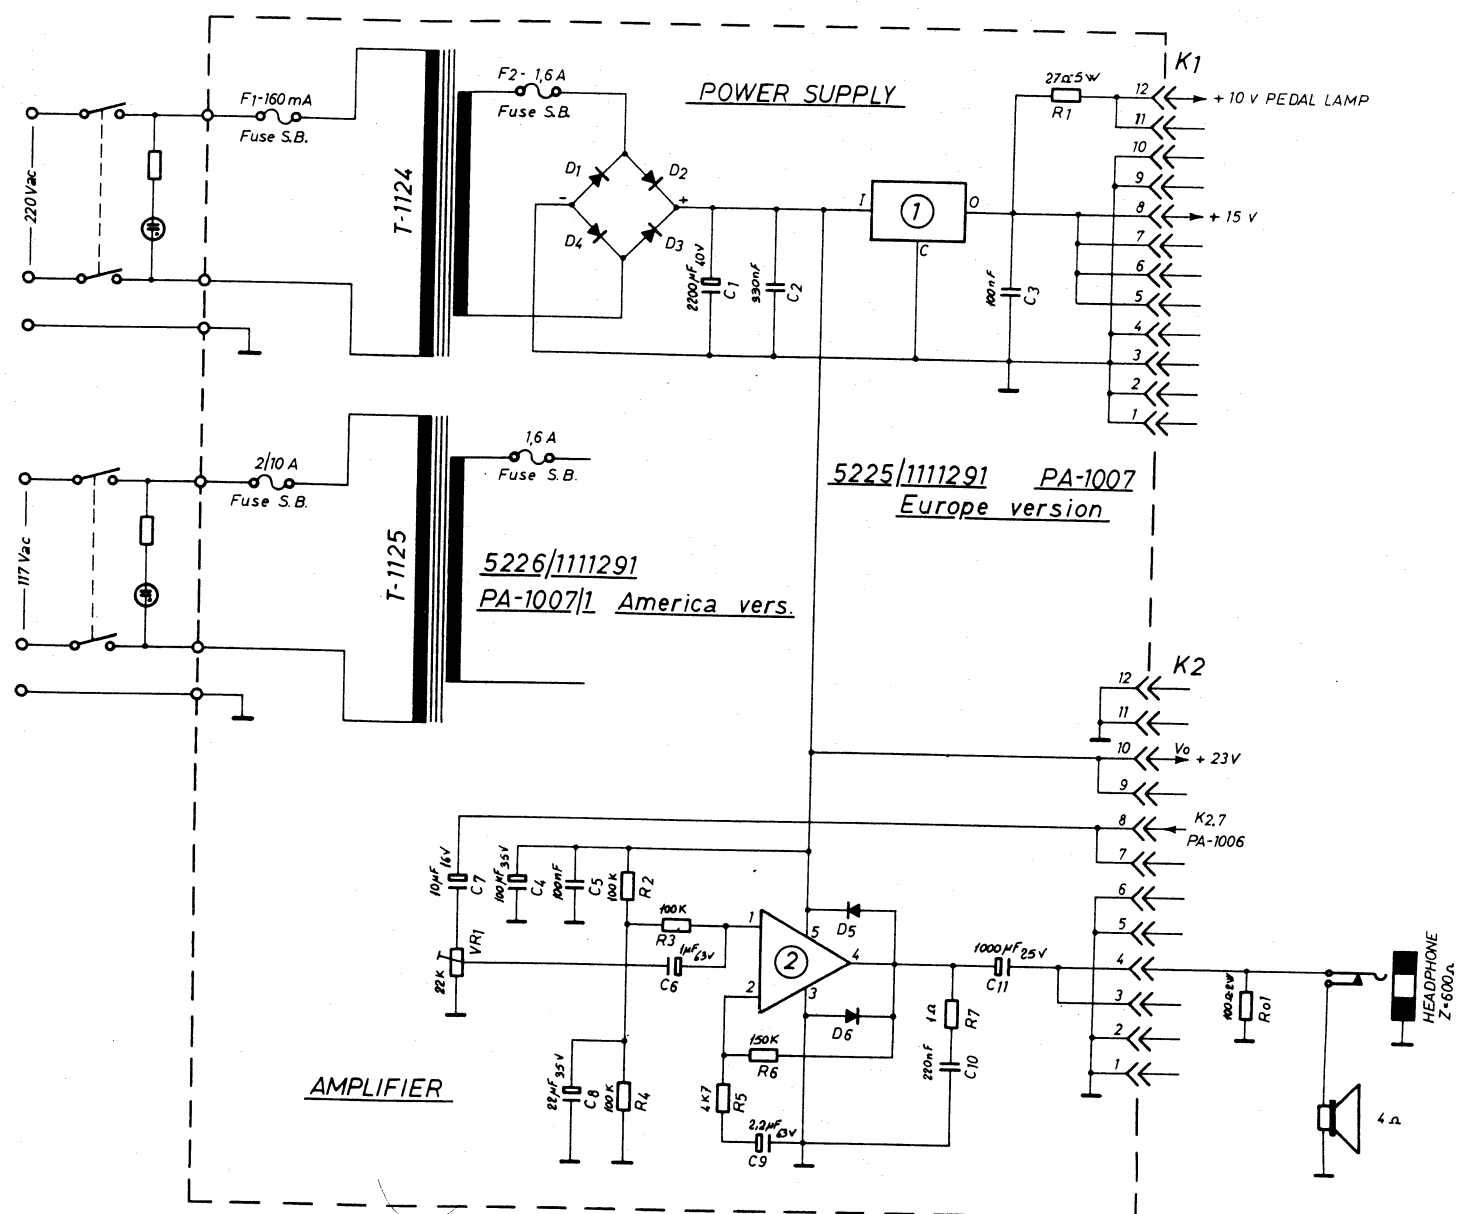 POWER SUPPLY
K1
F1-160mA
Fuse S.B.
F2- 1,6 A
Fuse S.B.
220 Vac
T-1124
D1
D2
D3
D4
-
+
2200µF 40V
C1
330nF
C2
I
1
O
C
100nF
C3
27Ω-5W
R1
12
+ 10 V PEDAL LAMP
11
10
9
8
+ 15 V
7
6
5
4
3
2
1
117 Vac
2/10 A
Fuse S.B.
T-1125
1,6 A
Fuse S.B.
5225/1111291 PA-1007
Europe version
5226/1111291
PA-1007/1 America vers.
K2
12
11
10
Vo
+ 23V
9
8
K2.7
PA-1006
7
6
5
4
3
2
1
10µF 16V
C7
100µF 35V
C4
100nF
C5
100K
R2
100K
R3
1µF 63V
C6
VR1
22K
1
2
2
3
4
5
D5
D6
1000µF 25V
C11
1Ω
R7
220nF
C10
150K
R6
4K7
R5
2,2µF 63V
C9
22µF 35V
C8
100K
R4
AMPLIFIER
100Ω-2W
Ro1
HEADPHONE
Z=600Ω
4 Ω